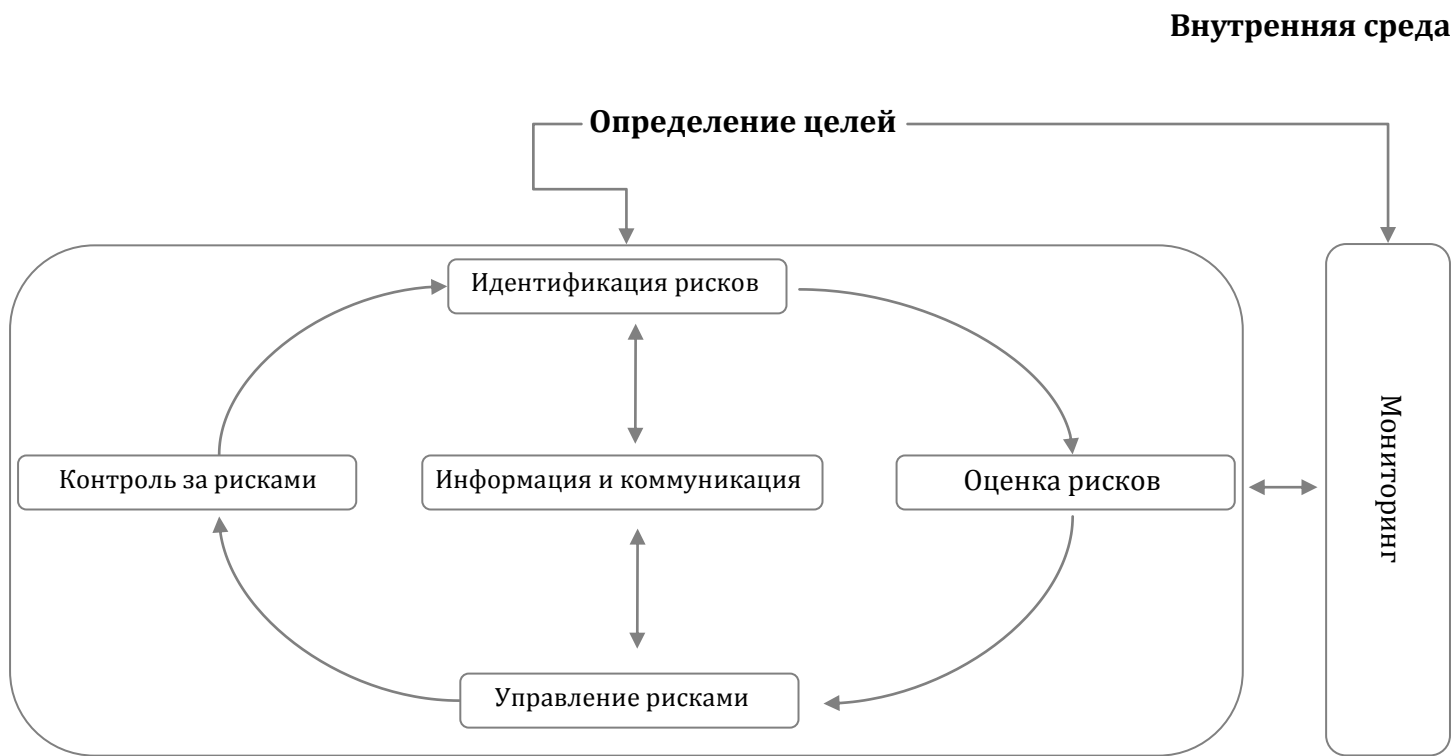 Внутренняя среда
Определение целей
Идентификация рисков
Контроль за рисками
Информация и коммуникация
Оценка рисков
Мониторинг
Управление рисками